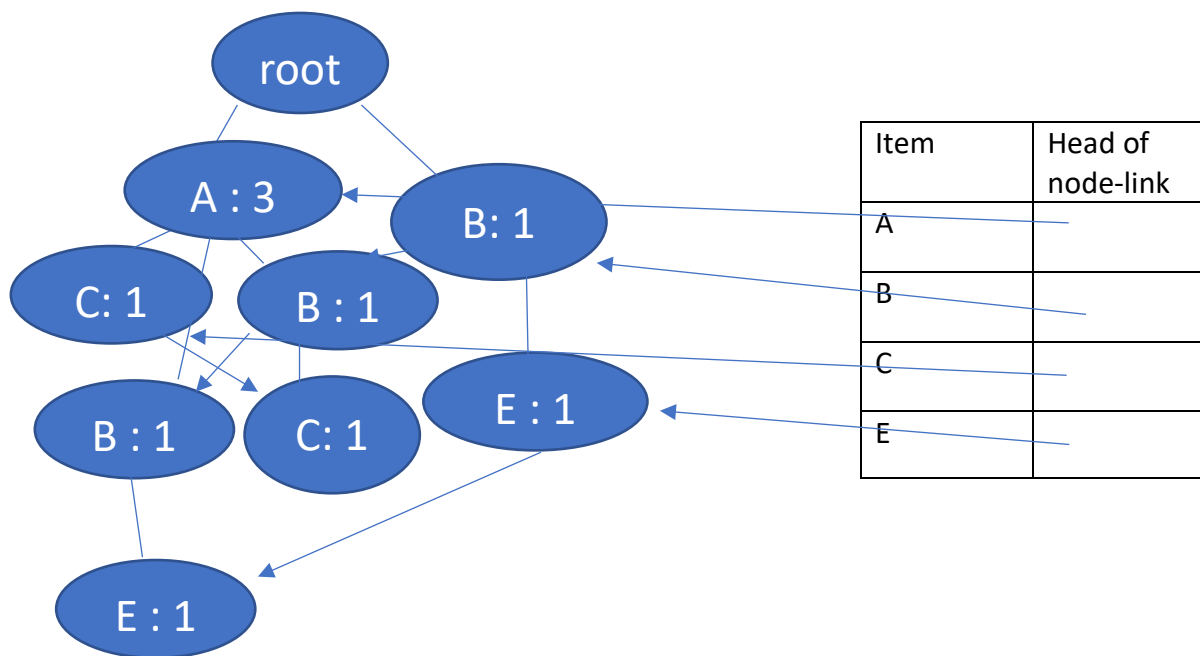 root
A : 3
B: 1
C: 1
B : 1
B : 1
C: 1
E : 1
E : 1
Item
Head of
node-link
A
B
C
E